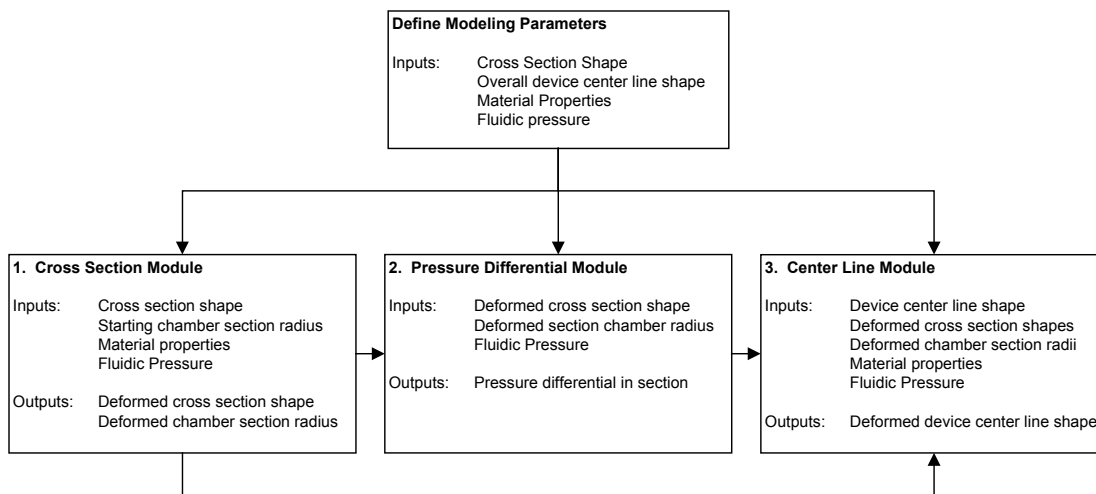 Define Modeling Parameters
Inputs: Cross Section Shape
Overall device center line shape
Material Properties
Fluidic pressure
1. Cross Section Module
Inputs: Cross section shape
Starting chamber section radius
Material properties
Fluidic Pressure
Outputs: Deformed cross section shape
Deformed chamber section radius
2. Pressure Differential Module
Inputs: Deformed cross section shape
Deformed section chamber radius
Fluidic Pressure
Outputs: Pressure differential in section
3. Center Line Module
Inputs: Device center line shape
Deformed cross section shapes
Deformed chamber section radii
Material properties
Fluidic Pressure
Outputs: Deformed device center line shape